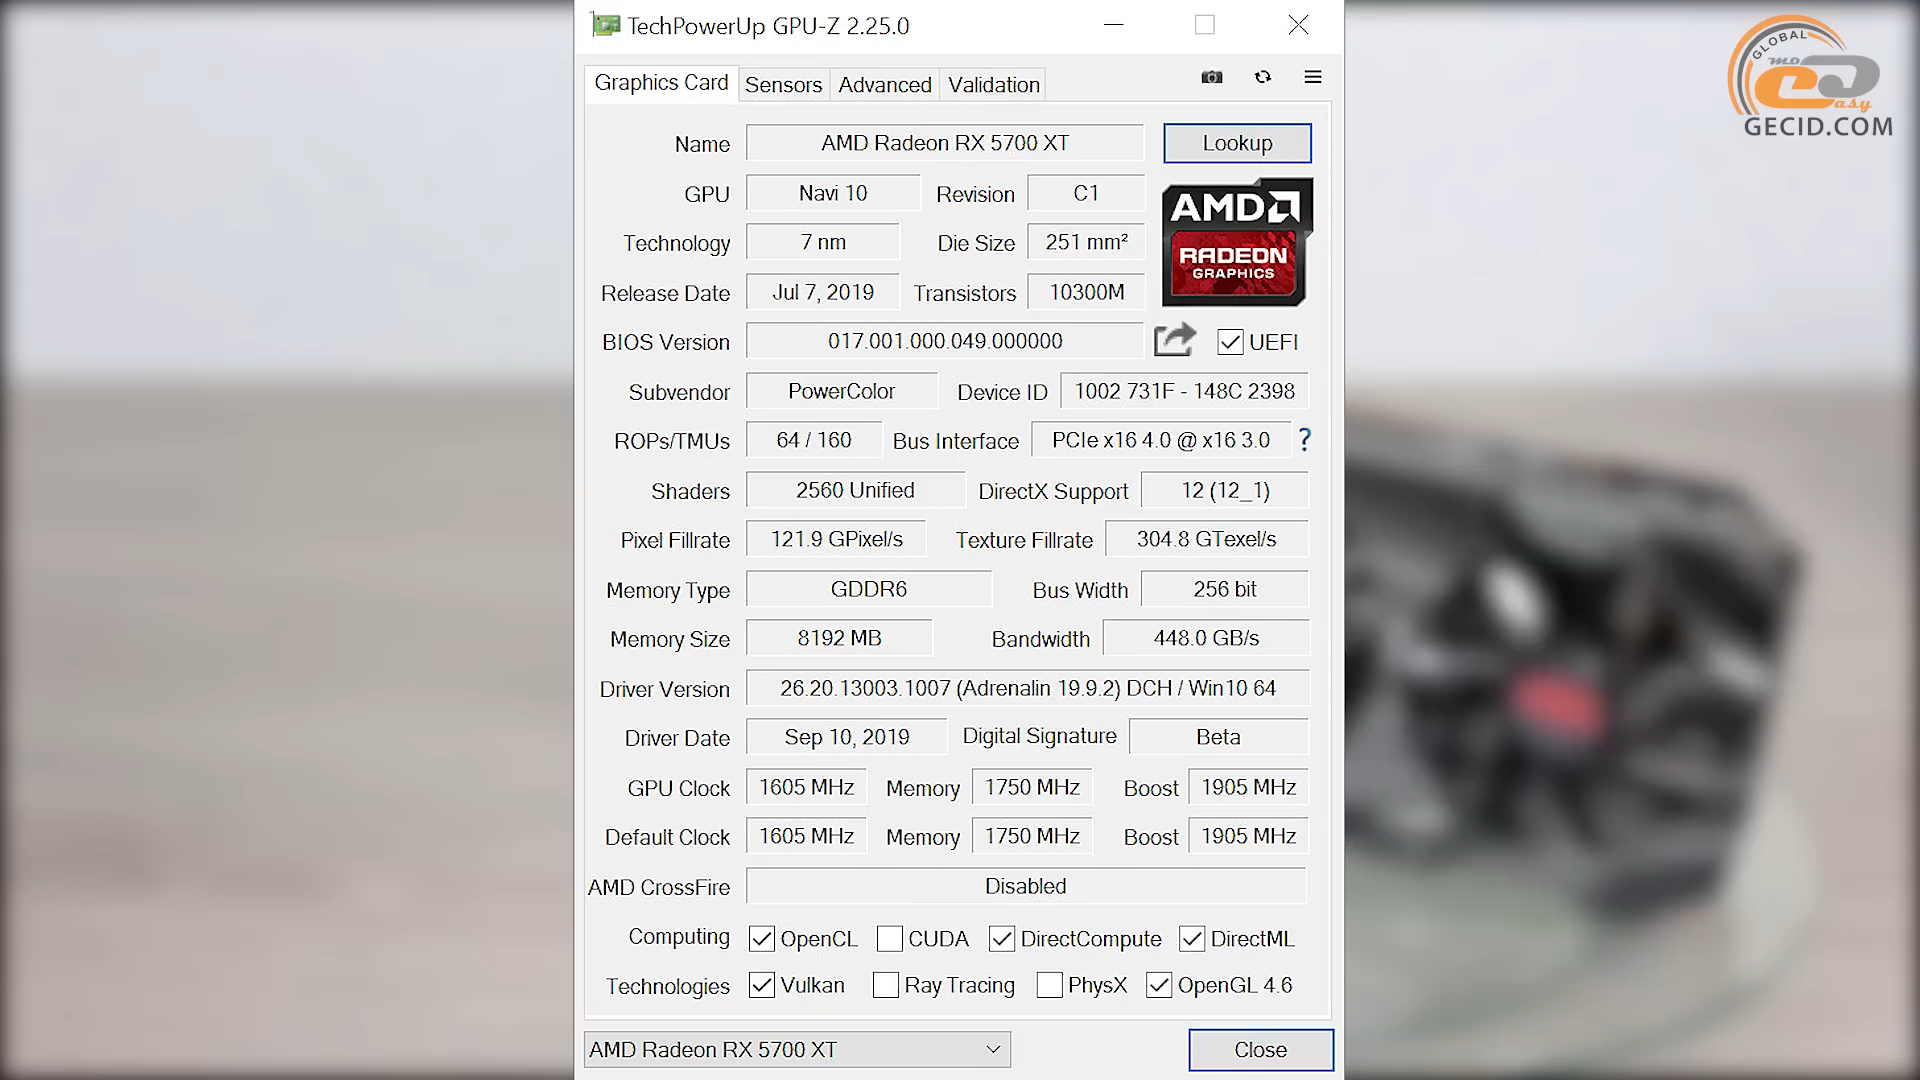 TechPowerUp GPU-Z 2.25.0
GLOBAL
easy
GECID.COM
Graphics Card Sensors Advanced Validation
Name AMD Radeon RX 5700 XT Lookup
GPU Navi 10 Revision C1
AMD
RADEON
GRAPHICS
Technology 7 nm Die Size 251 mm²
Release Date Jul 7, 2019 Transistors 10300M
BIOS Version 017.001.000.049.000000 UEFI
Subvendor PowerColor Device ID 1002 731F - 148C 2398
ROPs/TMUs 64 / 160 Bus Interface PCIe x16 4.0 @ x16 3.0 ?
Shaders 2560 Unified DirectX Support 12 (12_1)
Pixel Fillrate 121.9 GPixel/s Texture Fillrate 304.8 GTexel/s
Memory Type GDDR6 Bus Width 256 bit
Memory Size 8192 MB Bandwidth 448.0 GB/s
Driver Version 26.20.13003.1007 (Adrenalin 19.9.2) DCH / Win10 64
Driver Date Sep 10, 2019 Digital Signature Beta
GPU Clock 1605 MHz Memory 1750 MHz Boost 1905 MHz
Default Clock 1605 MHz Memory 1750 MHz Boost 1905 MHz
AMD CrossFire Disabled
Computing OpenCL CUDA DirectCompute DirectML
Technologies Vulkan Ray Tracing PhysX OpenGL 4.6
AMD Radeon RX 5700 XT Close